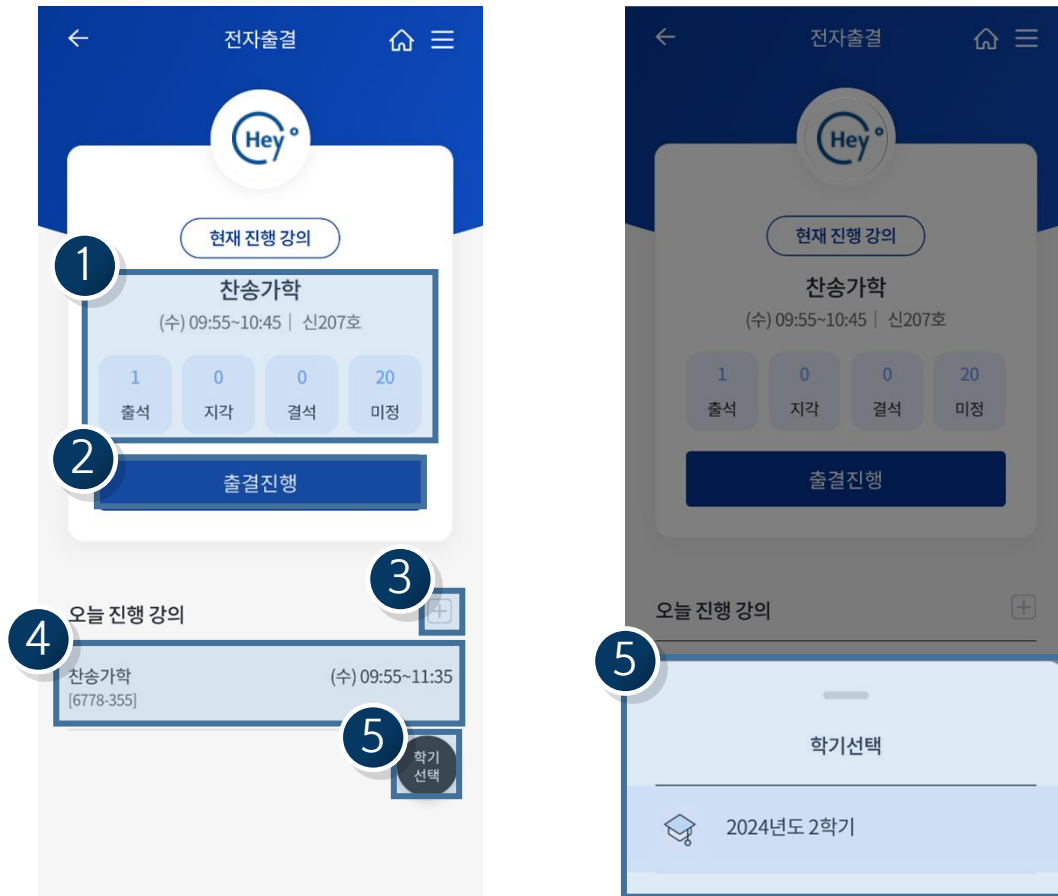 전자출결
Hey
현재 진행 강의
1
찬송가학
(수) 09:55~10:45 | 신207호
1 0 0 20
출석 지각 결석 미정
2
출결진행
3
오늘 진행 강의
4
찬송가학 (수) 09:55~11:35
[6778-355]
5
학기
선택
전자출결
Hey
현재 진행 강의
찬송가학
(수) 09:55~10:45 | 신207호
1 0 0 20
출석 지각 결석 미정
출결진행
오늘 진행 강의
5
학기선택
2024년도 2학기